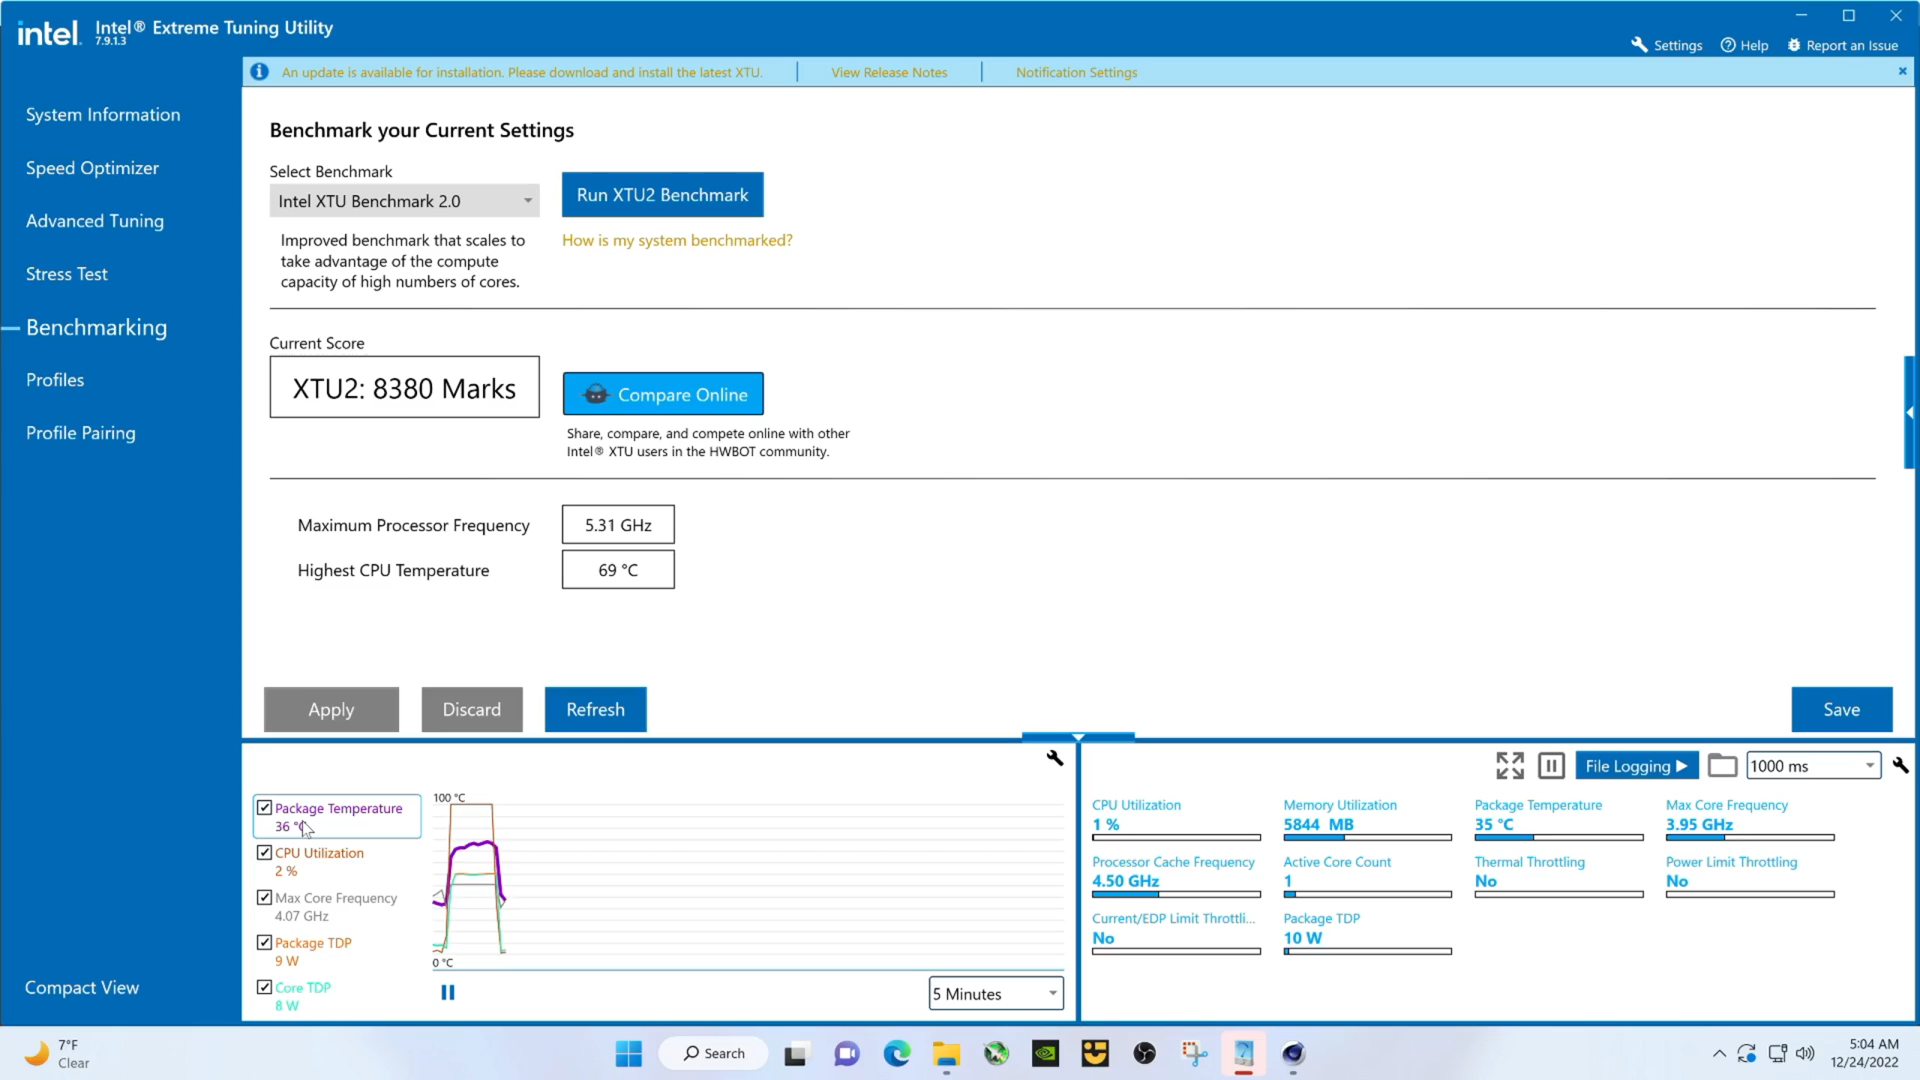 intel.
Intel® Extreme Tuning Utility
7.9.1.3
Settings
Help
Report an Issue
An update is available for installation. Please download and install the latest XTU.
View Release Notes
Notification Settings
System Information
Speed Optimizer
Advanced Tuning
Stress Test
Benchmarking
Profiles
Profile Pairing
Compact View
Benchmark your Current Settings
Select Benchmark
Intel XTU Benchmark 2.0
Run XTU2 Benchmark
Improved benchmark that scales to
take advantage of the compute
capacity of high numbers of cores.
How is my system benchmarked?
Current Score
XTU2: 8380 Marks
Compare Online
Share, compare, and compete online with other
Intel® XTU users in the HWBOT community.
Maximum Processor Frequency
5.31 GHz
Highest CPU Temperature
69 °C
Apply
Discard
Refresh
Save
Package Temperature
36 °C
CPU Utilization
2 %
Max Core Frequency
4.07 GHz
Package TDP
9 W
Core TDP
8 W
100 °C
0 °C
5 Minutes
File Logging
1000 ms
CPU Utilization
1 %
Memory Utilization
5844 MB
Package Temperature
35 °C
Max Core Frequency
3.95 GHz
Processor Cache Frequency
4.50 GHz
Active Core Count
1
Thermal Throttling
No
Power Limit Throttling
No
Current/EDP Limit Throttli...
No
Package TDP
10 W
7°F
Clear
Search
5:04 AM
12/24/2022